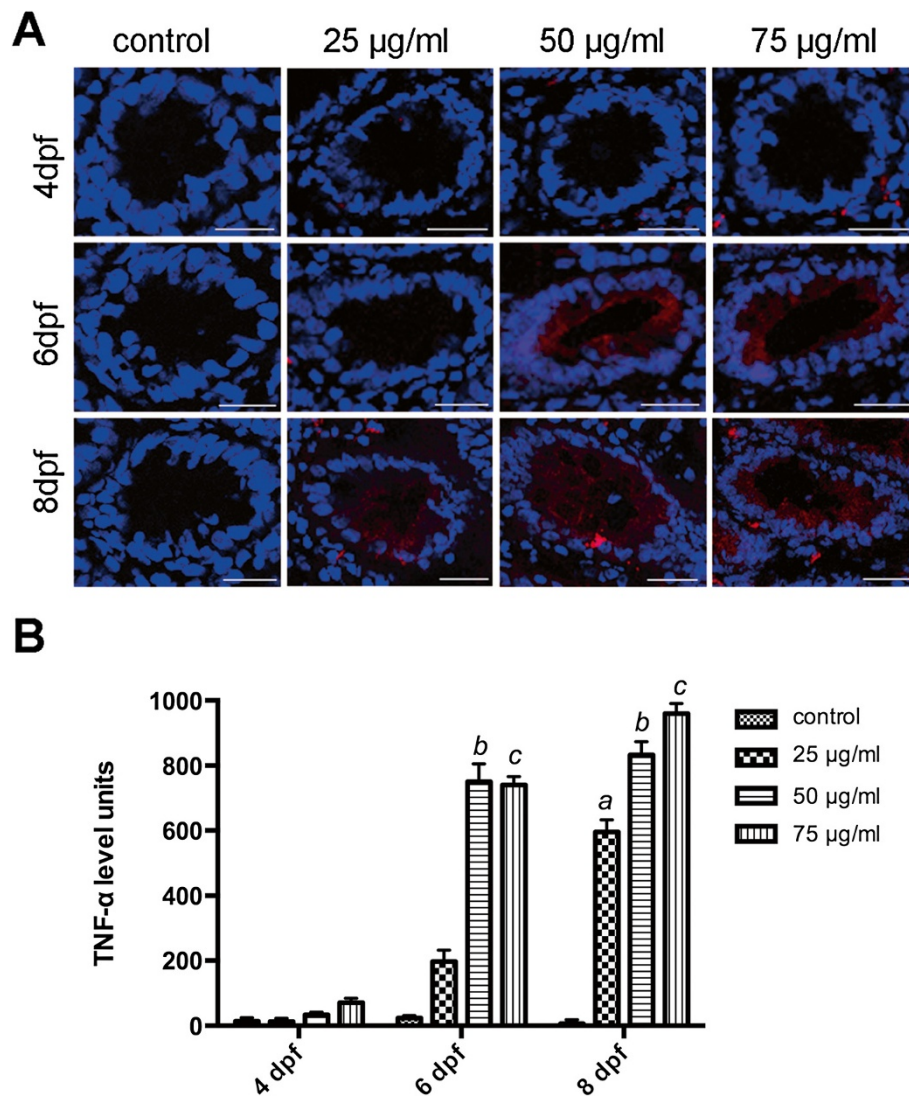 A
control 25 µg/ml 50 µg/ml 75 µg/ml
4dpf
6dpf
8dpf
B
TNF-α level units
1000
800
600
400
200
0
b
c
a
b
c
4 dpf
6 dpf
8 dpf
control
25 µg/ml
50 µg/ml
75 µg/ml